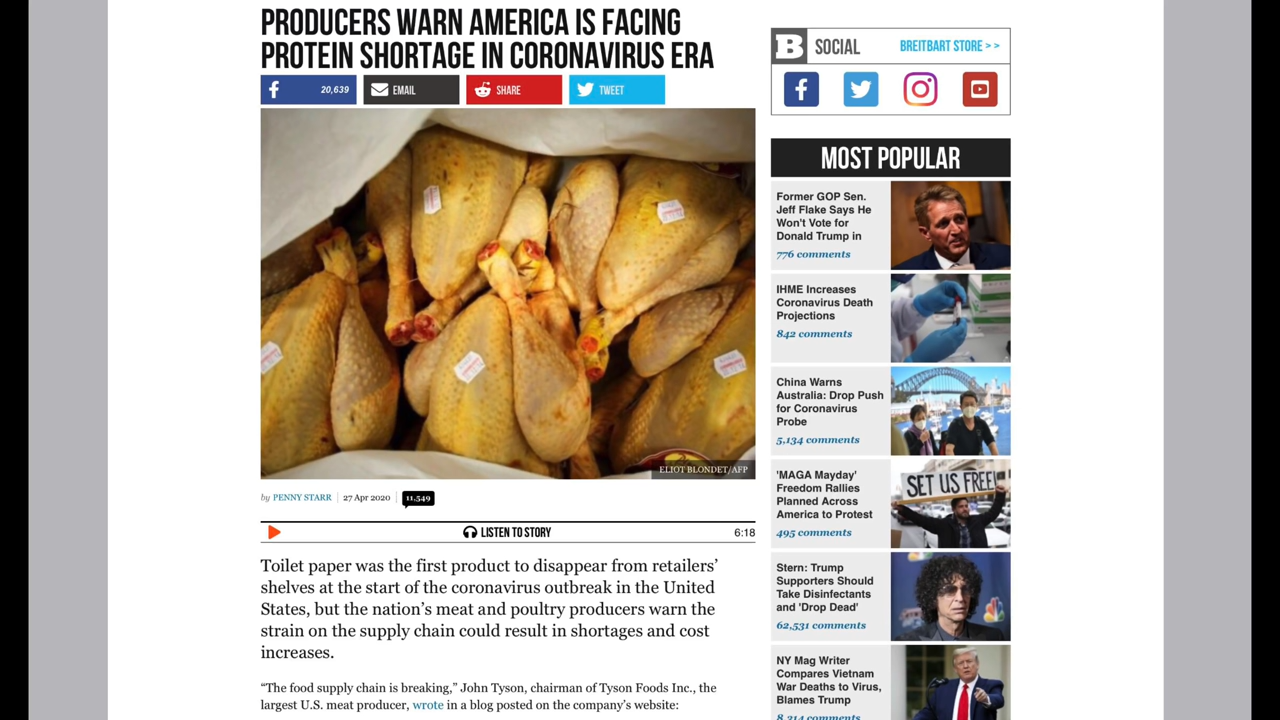 PRODUCERS WARN AMERICA IS FACING
PROTEIN SHORTAGE IN CORONAVIRUS ERA
20,639
EMAIL
SHARE
TWEET
ELIOT BLONDET/AFP
by PENNY STARR 27 Apr 2020 11,549
LISTEN TO STORY 6:18
Toilet paper was the first product to disappear from retailers’
shelves at the start of the coronavirus outbreak in the United
States, but the nation’s meat and poultry producers warn the
strain on the supply chain could result in shortages and cost
increases.
“The food supply chain is breaking,” John Tyson, chairman of Tyson Foods Inc., the
largest U.S. meat producer, wrote in a blog posted on the company’s website:
B SOCIAL BREITBART STORE > >
MOST POPULAR
Former GOP Sen.
Jeff Flake Says He
Won't Vote for
Donald Trump in
776 comments
IHME Increases
Coronavirus Death
Projections
842 comments
China Warns
Australia: Drop Push
for Coronavirus
Probe
5,134 comments
'MAGA Mayday'
Freedom Rallies
Planned Across
America to Protest
495 comments
SET US FREE!
Stern: Trump
Supporters Should
Take Disinfectants
and 'Drop Dead'
62,531 comments
NY Mag Writer
Compares Vietnam
War Deaths to Virus,
Blames Trump
8,314 comments